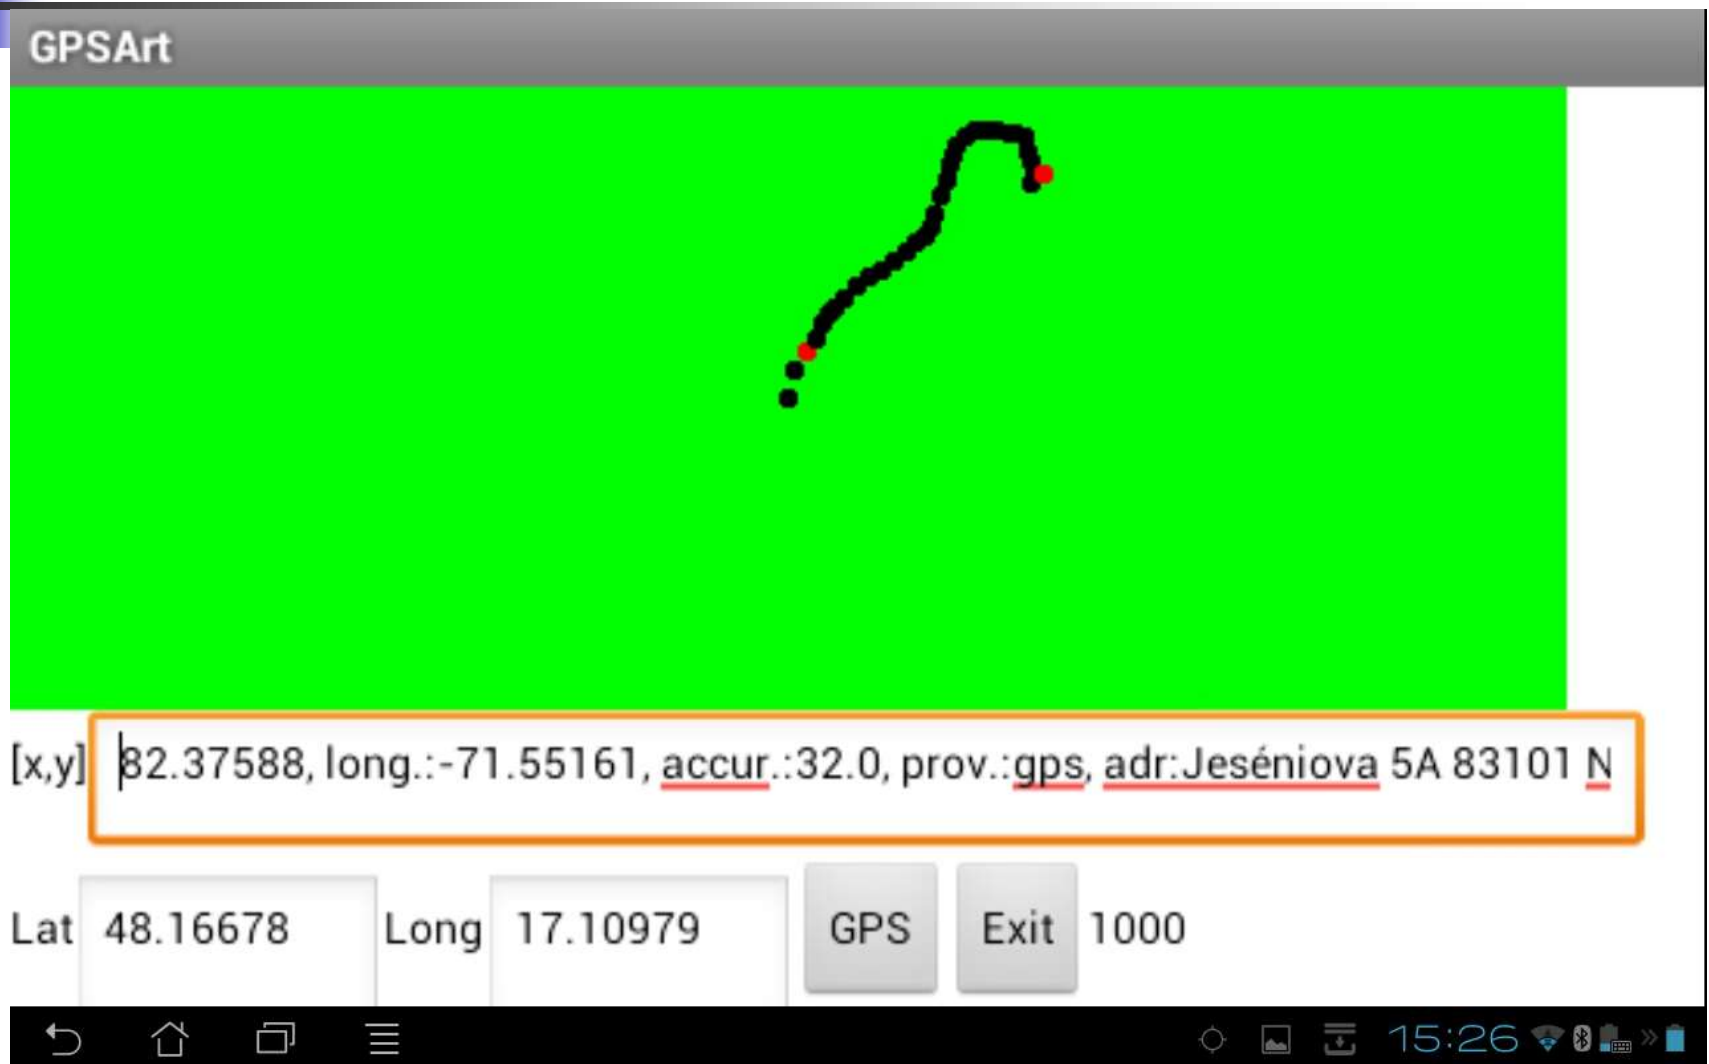 GPSArt
[x,y] 82.37588, long.:-71.55161, accur.:32.0, prov.:gps, adr:Jeséniova 5A 83101 N
Lat 48.16678 Long 17.10979 GPS Exit 1000
15:26